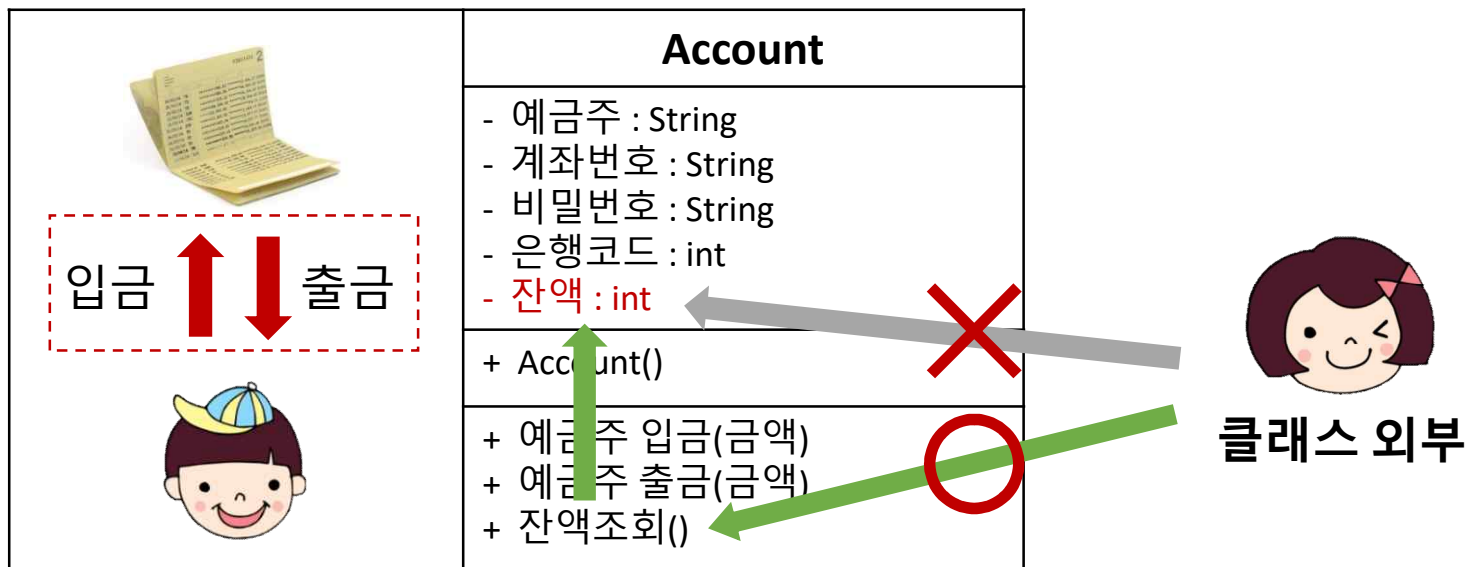 Account
- 예금주 : String
- 계좌번호 : String
- 비밀번호 : String
- 은행코드 : int
- 잔액 : int
입금
출금
+ Account()
+ 예금주 입금(금액)
+ 예금주 출금(금액)
+ 잔액조회()
클래스 외부